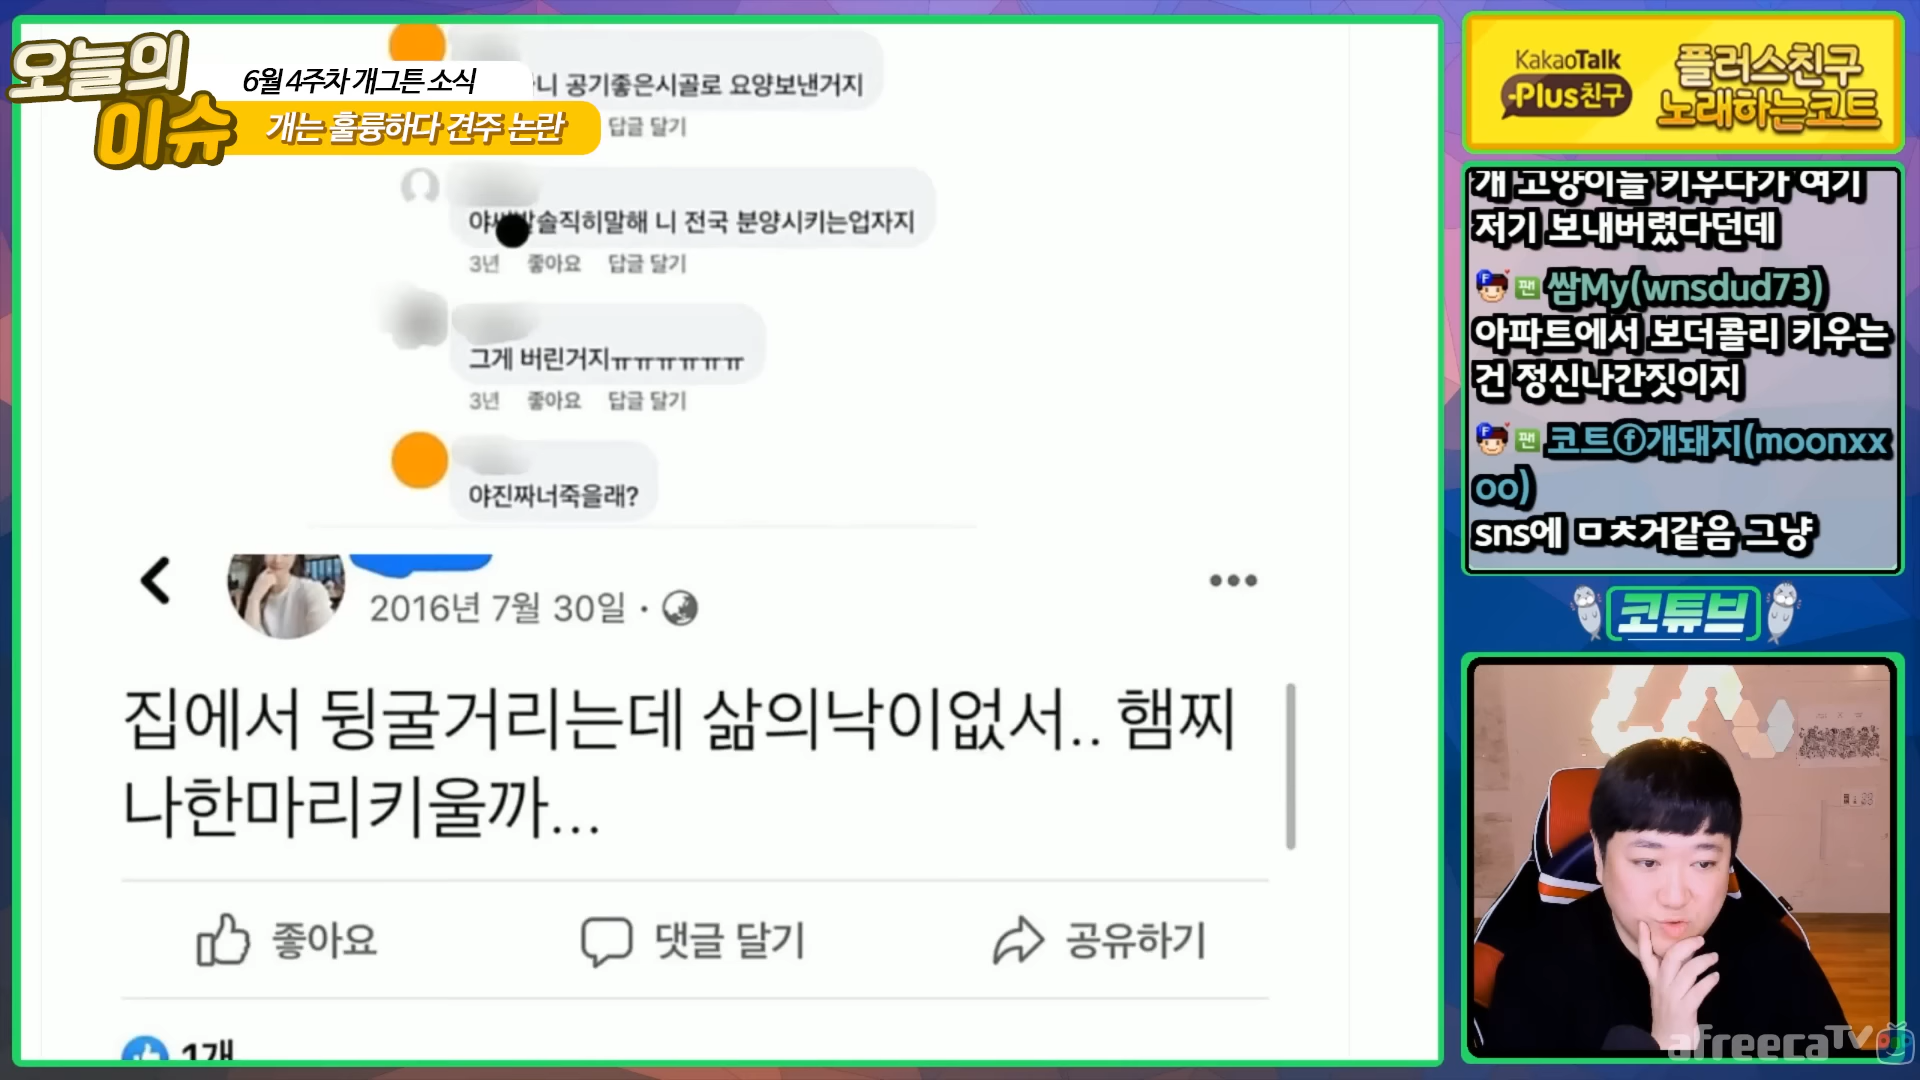 오늘의
이슈
6월 4주차 개그튼 소식
개는 훌륭하다 견주 논란
니 공기좋은시골로 요양보낸거지
답글 달기
솔직히말해 니 전국 분양시키는업자지
3년 좋아요 답글 달기
그게 버린거지ㅠㅠㅠㅠㅠㅠ
3년 좋아요 답글 달기
야진짜너죽을래?
2016년 7월 30일 ·
집에서 뒹굴거리는데 삶의낙이없서.. 햄찌
나한마리키울까...
좋아요 댓글 달기 공유하기
1개
KakaoTalk
Plus친구
플러스친구
노래하는코트
개 고양이들 키우다가 여기
저기 보내버렸다던데
팬 쌈My(wnsdud73)
아파트에서 보더콜리 키우는
건 정신나간짓이지
팬 코트ⓕ개돼지(moonxx
oo)
sns에 ㅁㅊ거같음 그냥
코튜브
afreecaTV